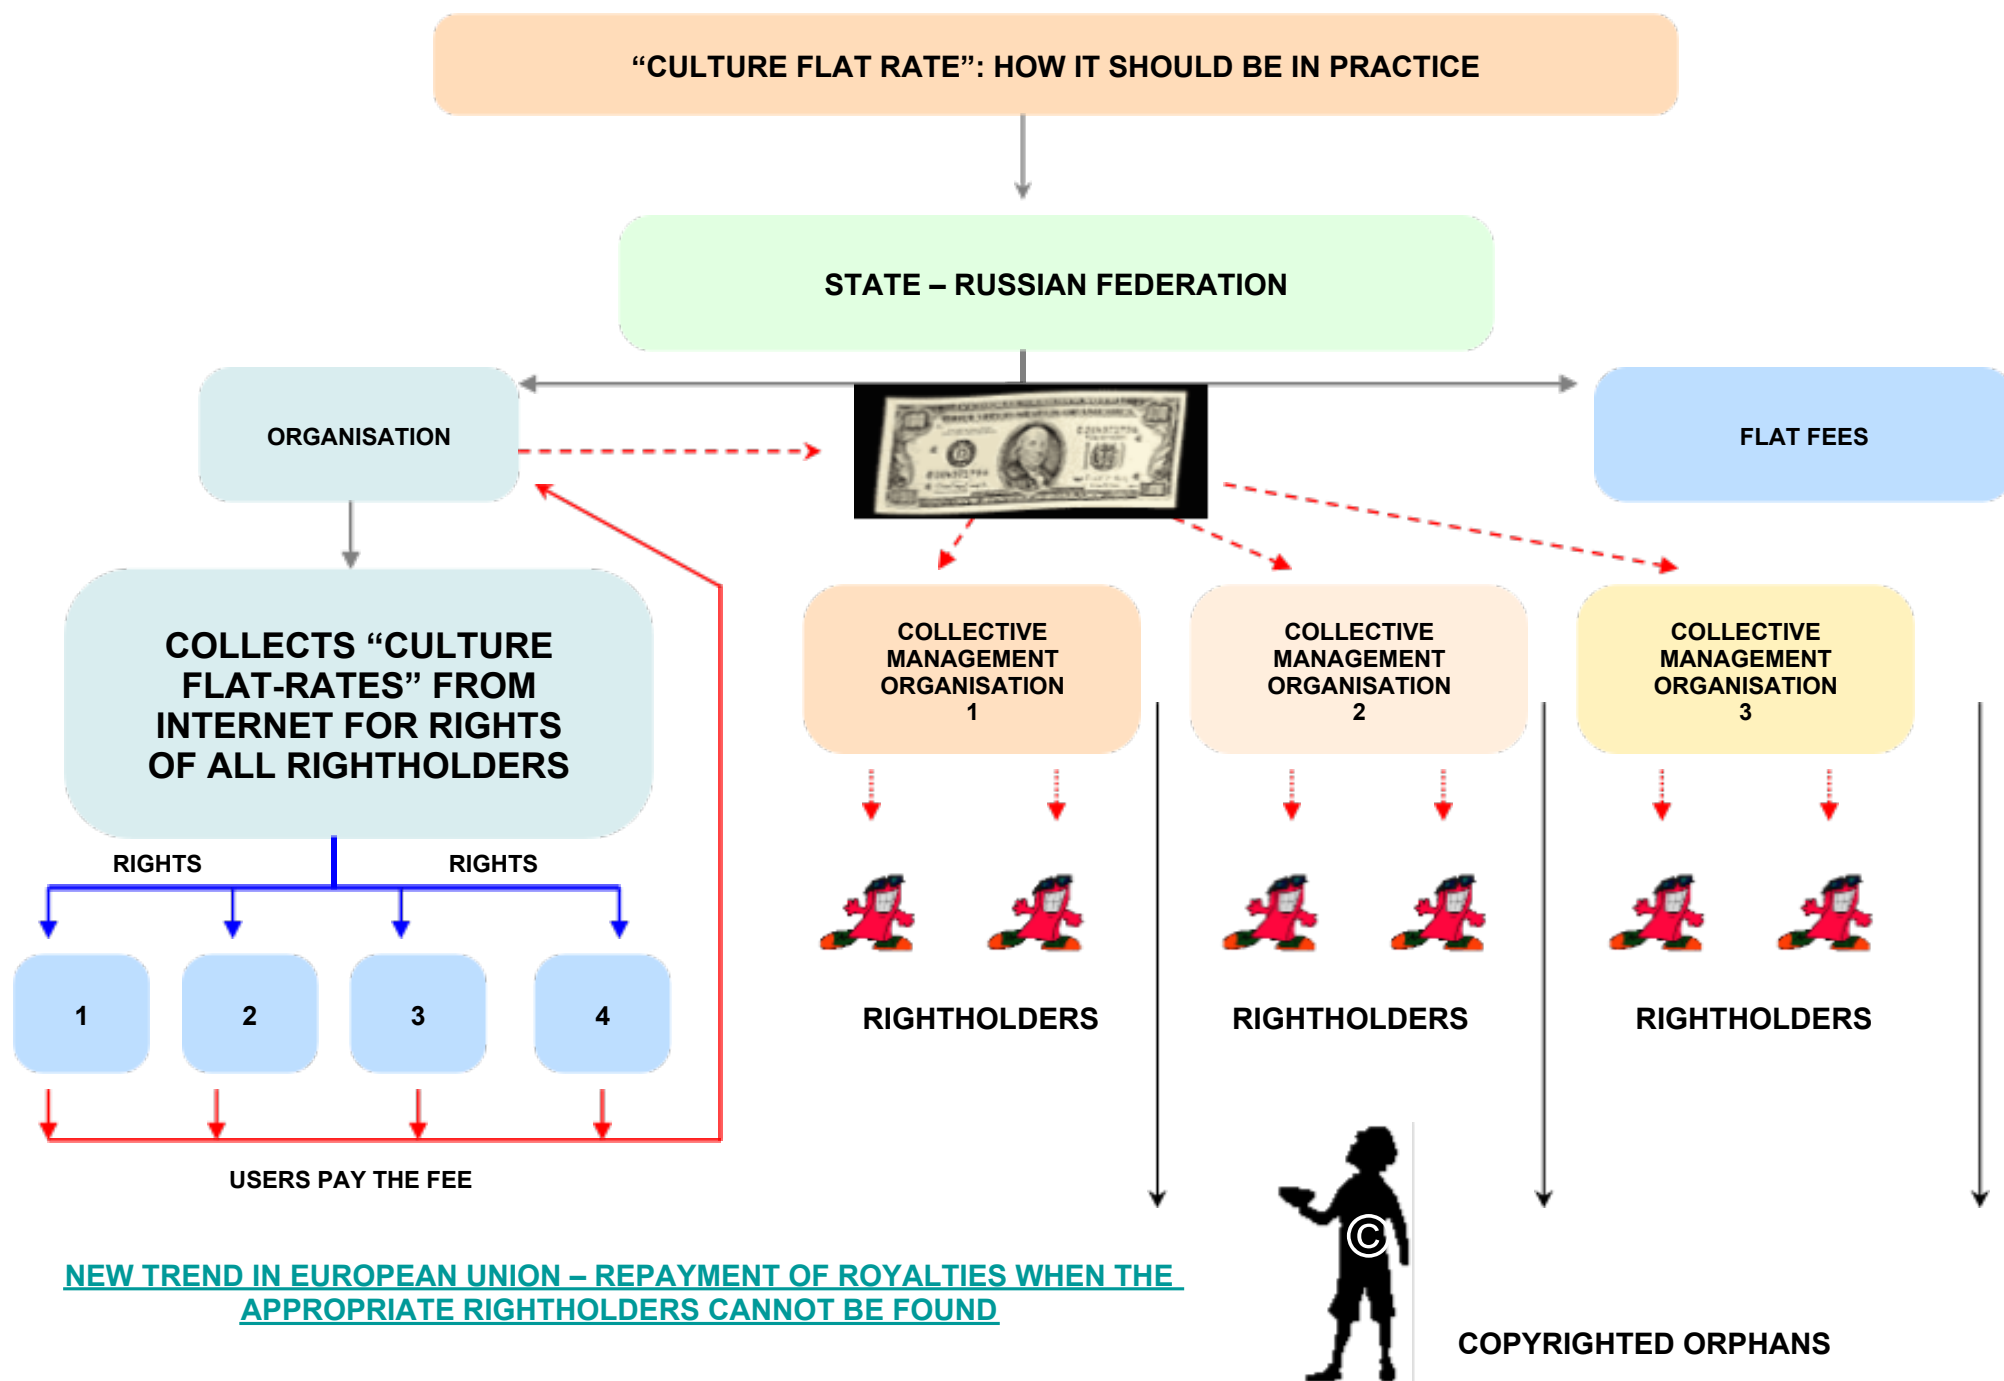 “CULTURE FLAT RATE”: HOW IT SHOULD BE IN PRACTICE
STATE – RUSSIAN FEDERATION
ORGANISATION
FLAT FEES
COLLECTS “CULTURE
FLAT-RATES” FROM
INTERNET FOR RIGHTS
OF ALL RIGHTHOLDERS
COLLECTIVE
MANAGEMENT
ORGANISATION
1
COLLECTIVE
MANAGEMENT
ORGANISATION
2
COLLECTIVE
MANAGEMENT
ORGANISATION
3
RIGHTS
RIGHTS
1
2
3
4
RIGHTHOLDERS
RIGHTHOLDERS
RIGHTHOLDERS
USERS PAY THE FEE
©
NEW TREND IN EUROPEAN UNION – REPAYMENT OF ROYALTIES WHEN THE
APPROPRIATE RIGHTHOLDERS CANNOT BE FOUND
COPYRIGHTED ORPHANS